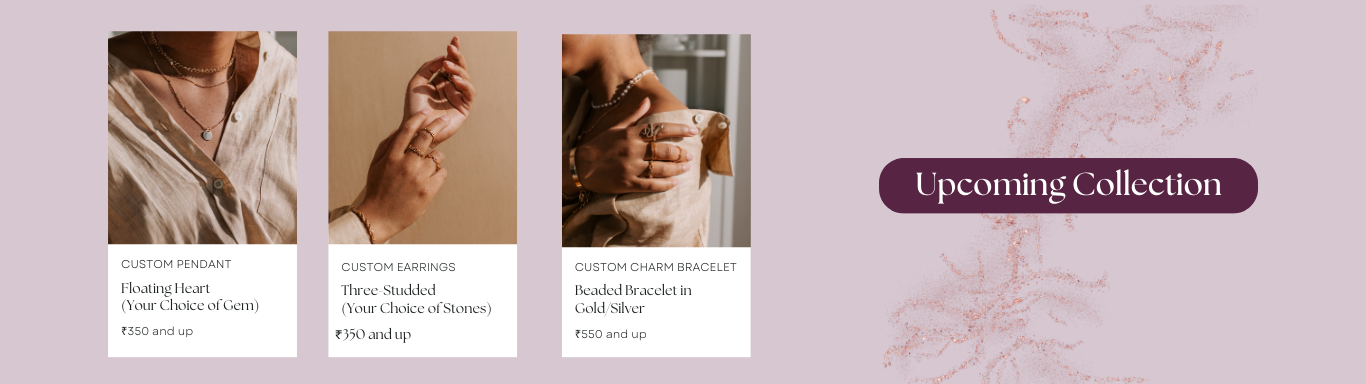 CUSTOM PENDANT
Floating Heart
(Your Choice of Gem)
₹350 and up
CUSTOM EARRINGS
Three-Studded
(Your Choice of Stones)
₹350 and up
CUSTOM CHARM BRACELET
Beaded Bracelet in
Gold/Silver
₹550 and up
Upcoming Collection